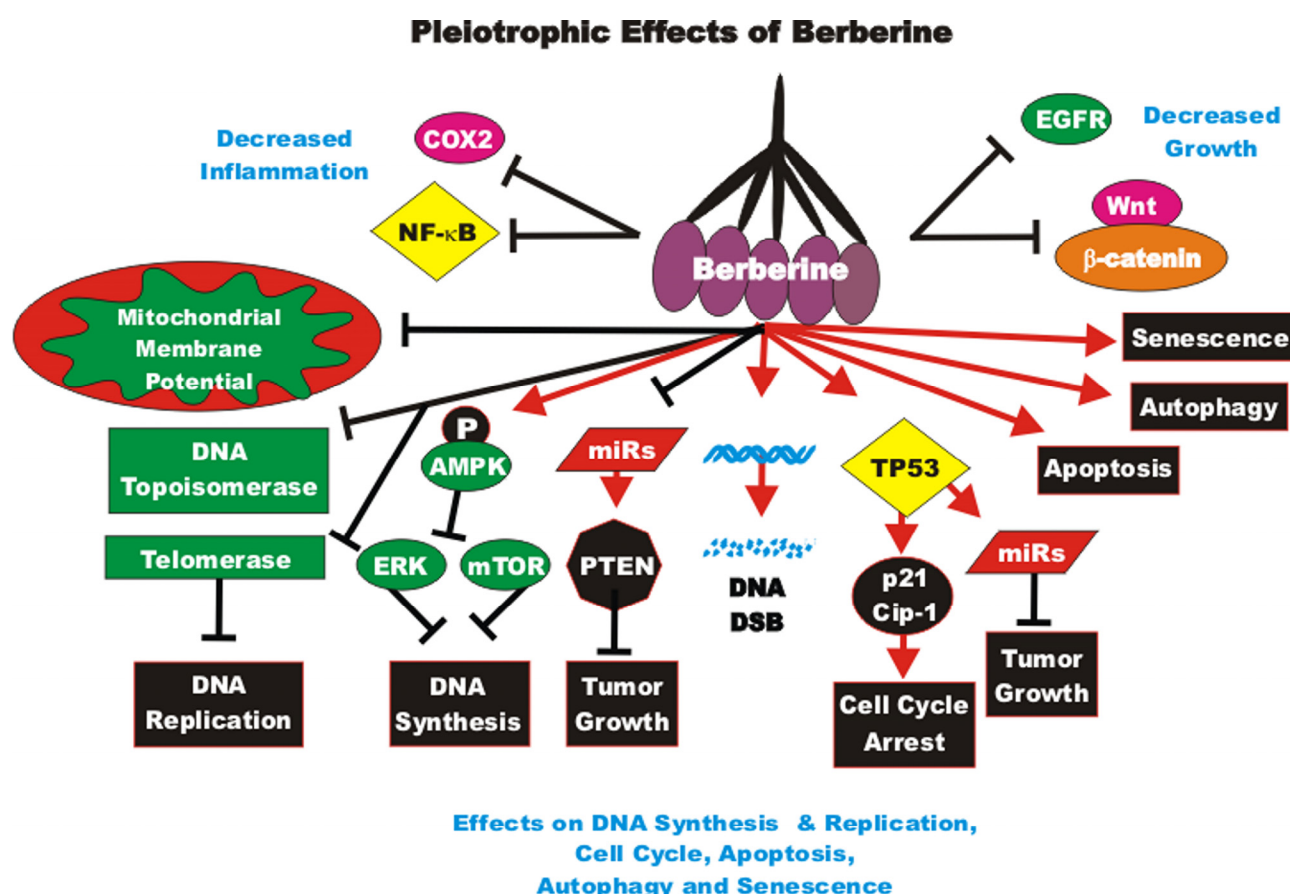 Pleiotrophic Effects of Berberine
Decreased
Inflammation
COX2
NF-κB
EGFR
Decreased
Growth
Wnt
β-catenin
Berberine
Mitochondrial
Membrane
Potential
Senescence
Autophagy
Apoptosis
DNA
Topoisomerase
Telomerase
DNA
Replication
P
AMPK
ERK
mTOR
DNA
Synthesis
miRs
PTEN
Tumor
Growth
DNA
DSB
TP53
p21
Cip-1
Cell Cycle
Arrest
miRs
Tumor
Growth
Effects on DNA Synthesis & Replication,
Cell Cycle, Apoptosis,
Autophagy and Senescence